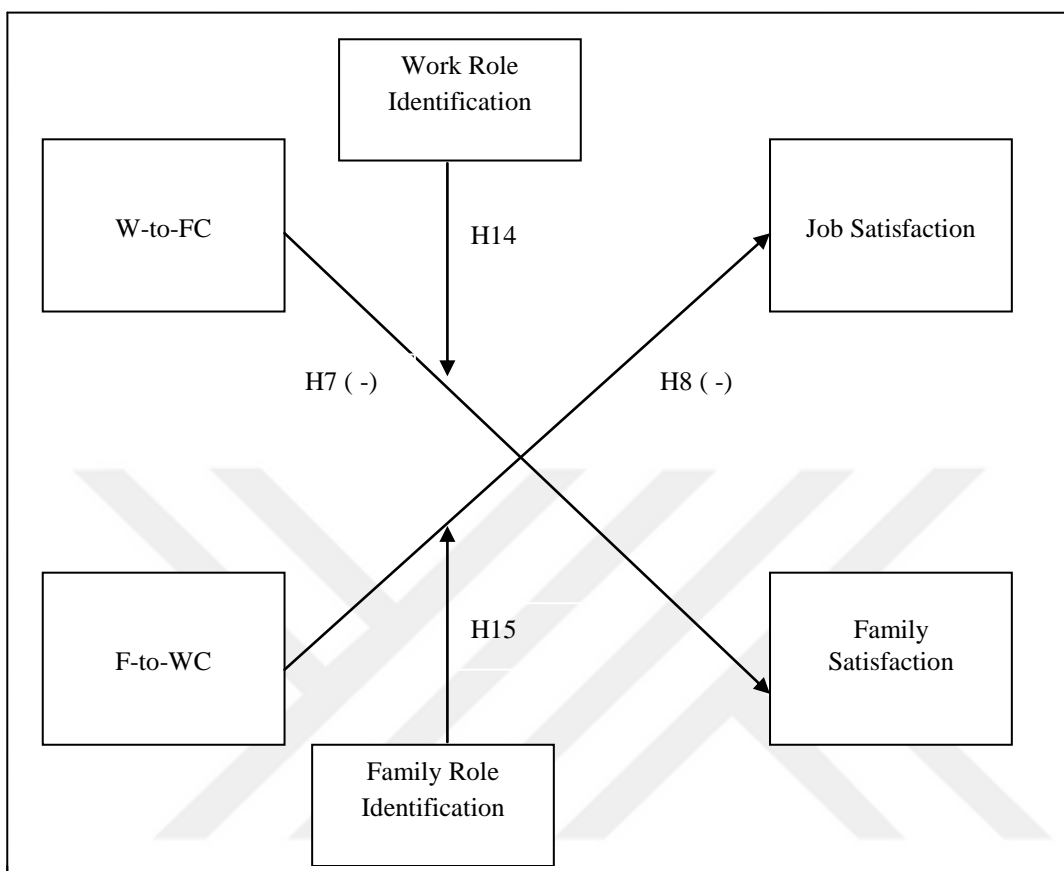 Work Role
Identification
W-to-FC
H14
Job Satisfaction
H7 ( -)
H8 ( -)
F-to-WC
H15
Family
Satisfaction
Family Role
Identification